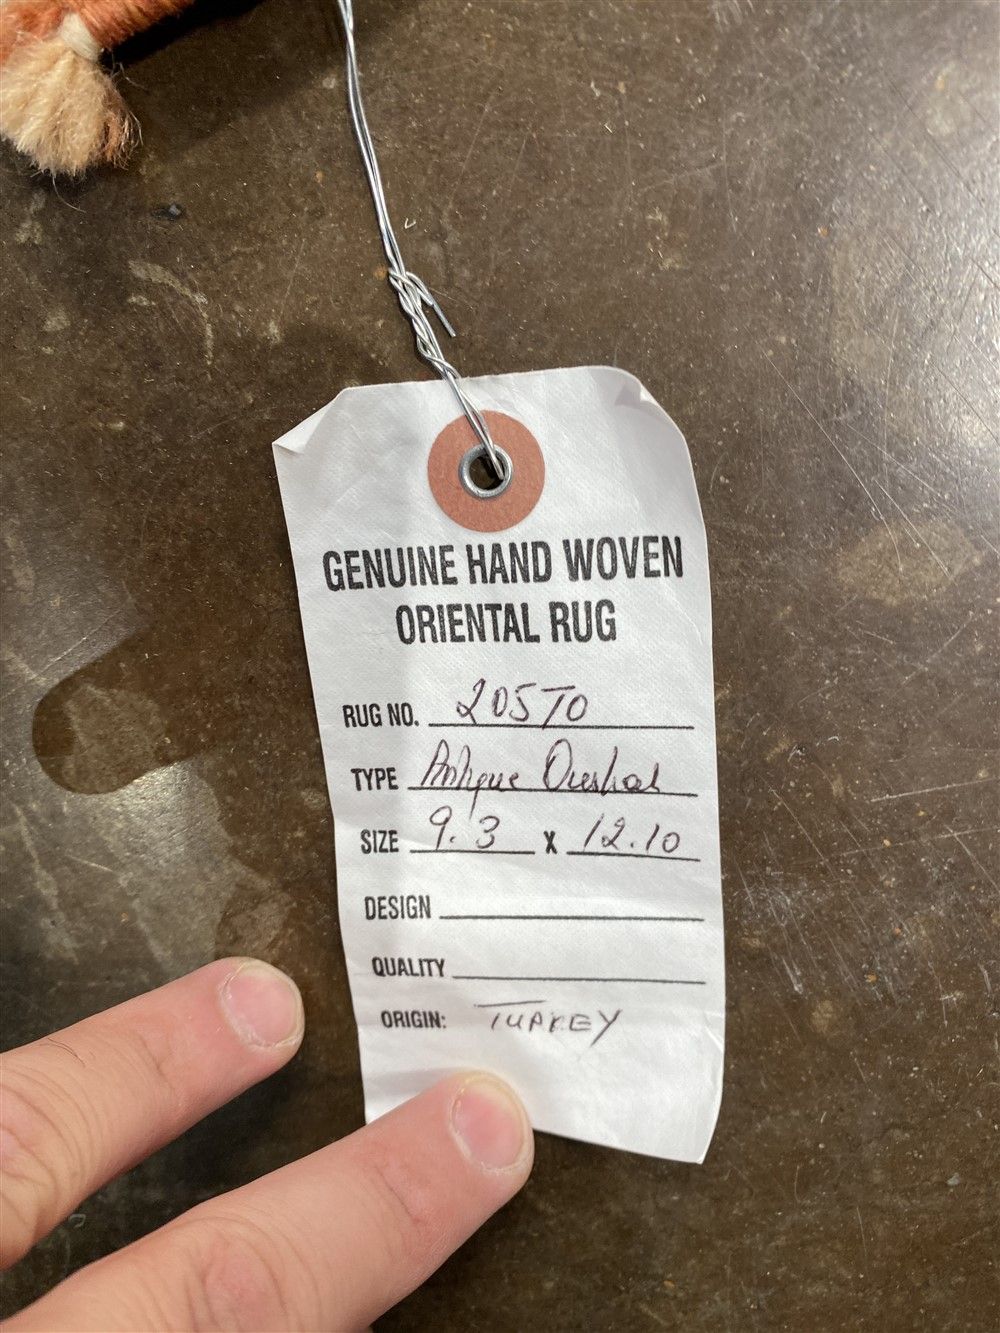 GENUINE HAND WOVEN
ORIENTAL RUG
RUG NO. 20570
TYPE Antique Oushak
SIZE 9.3 X 12.10
DESIGN
QUALITY
ORIGIN: TURKEY